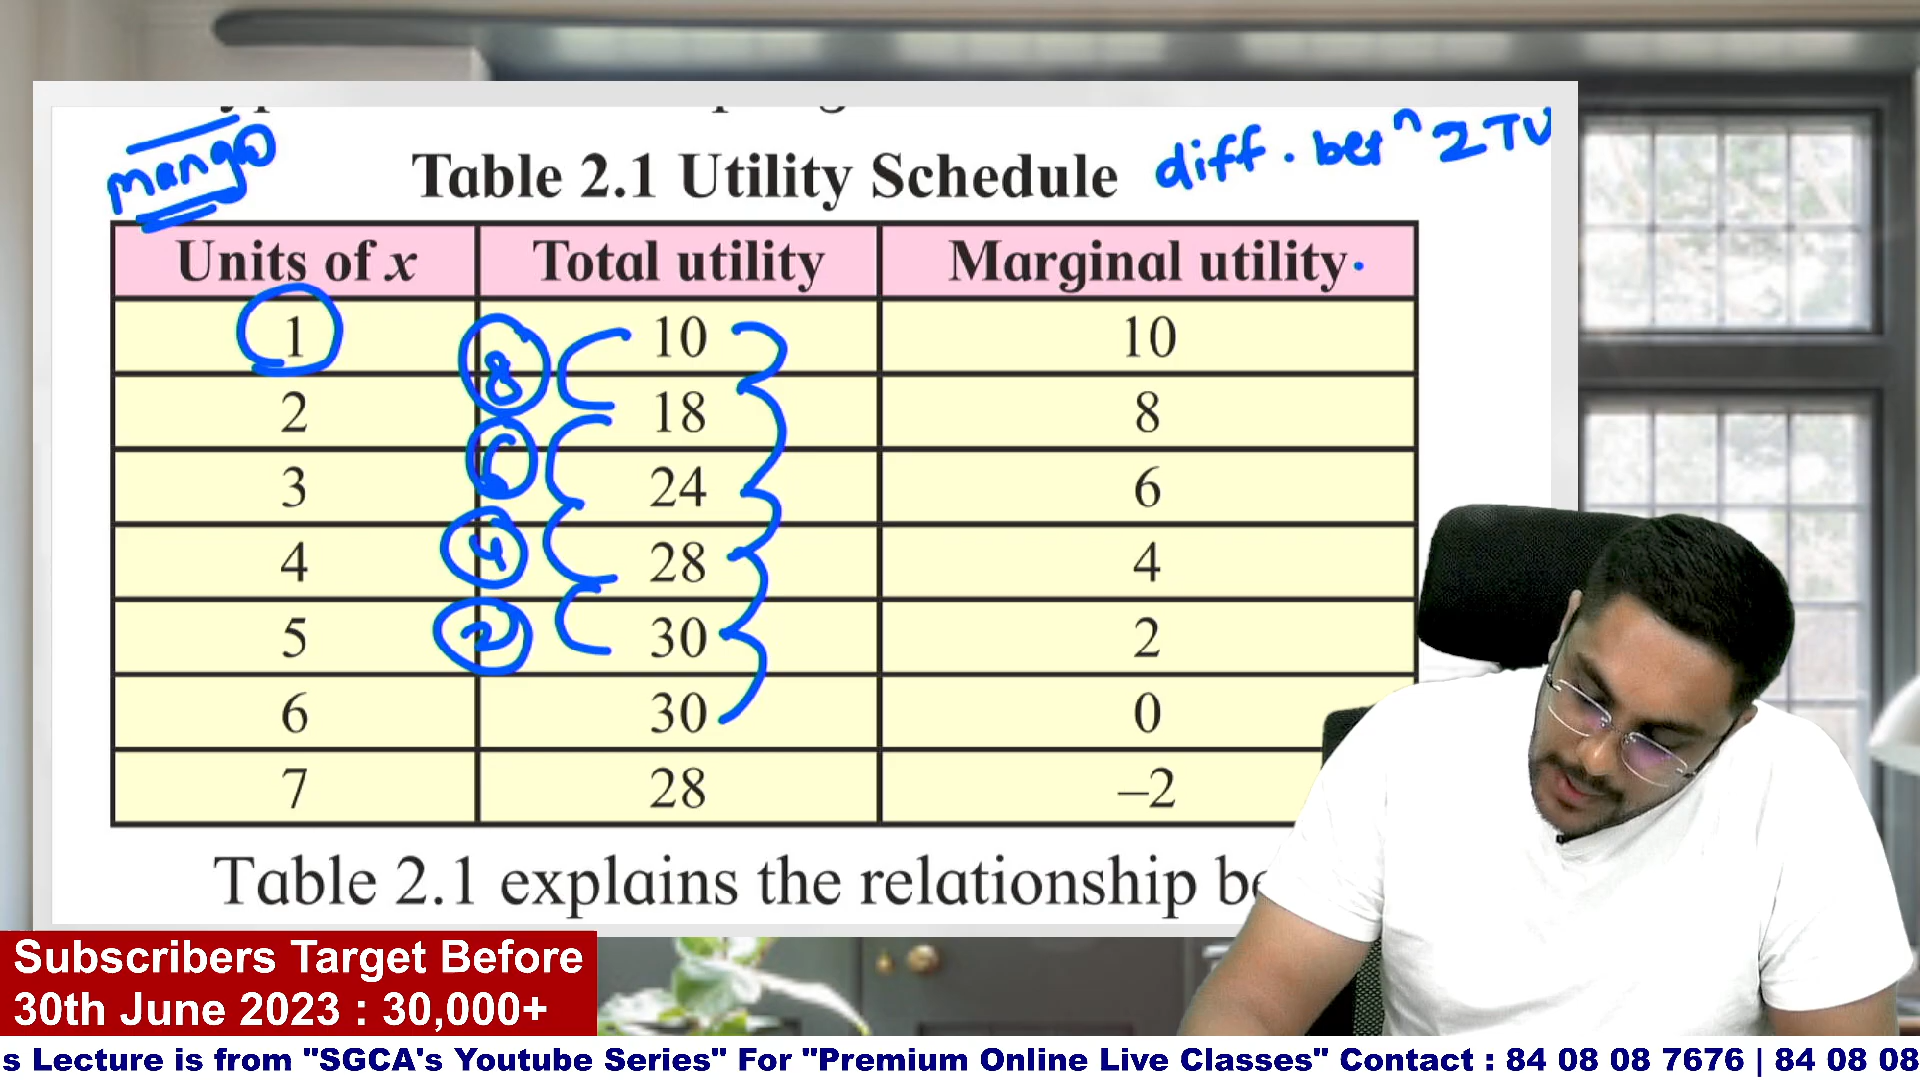 mango
Table 2.1 Utility Schedule
diff. betⁿ 2 TU
Units of x Total utility Marginal utility
1 10 10
8
2 18 8
6
3 24 6
4
4 28 4
2
5 30 2
6 30 0
7 28 –2
Table 2.1 explains the relationship be
Subscribers Target Before
30th June 2023 : 30,000+
s Lecture is from "SGCA's Youtube Series" For "Premium Online Live Classes" Contact : 84 08 08 7676 | 84 08 08